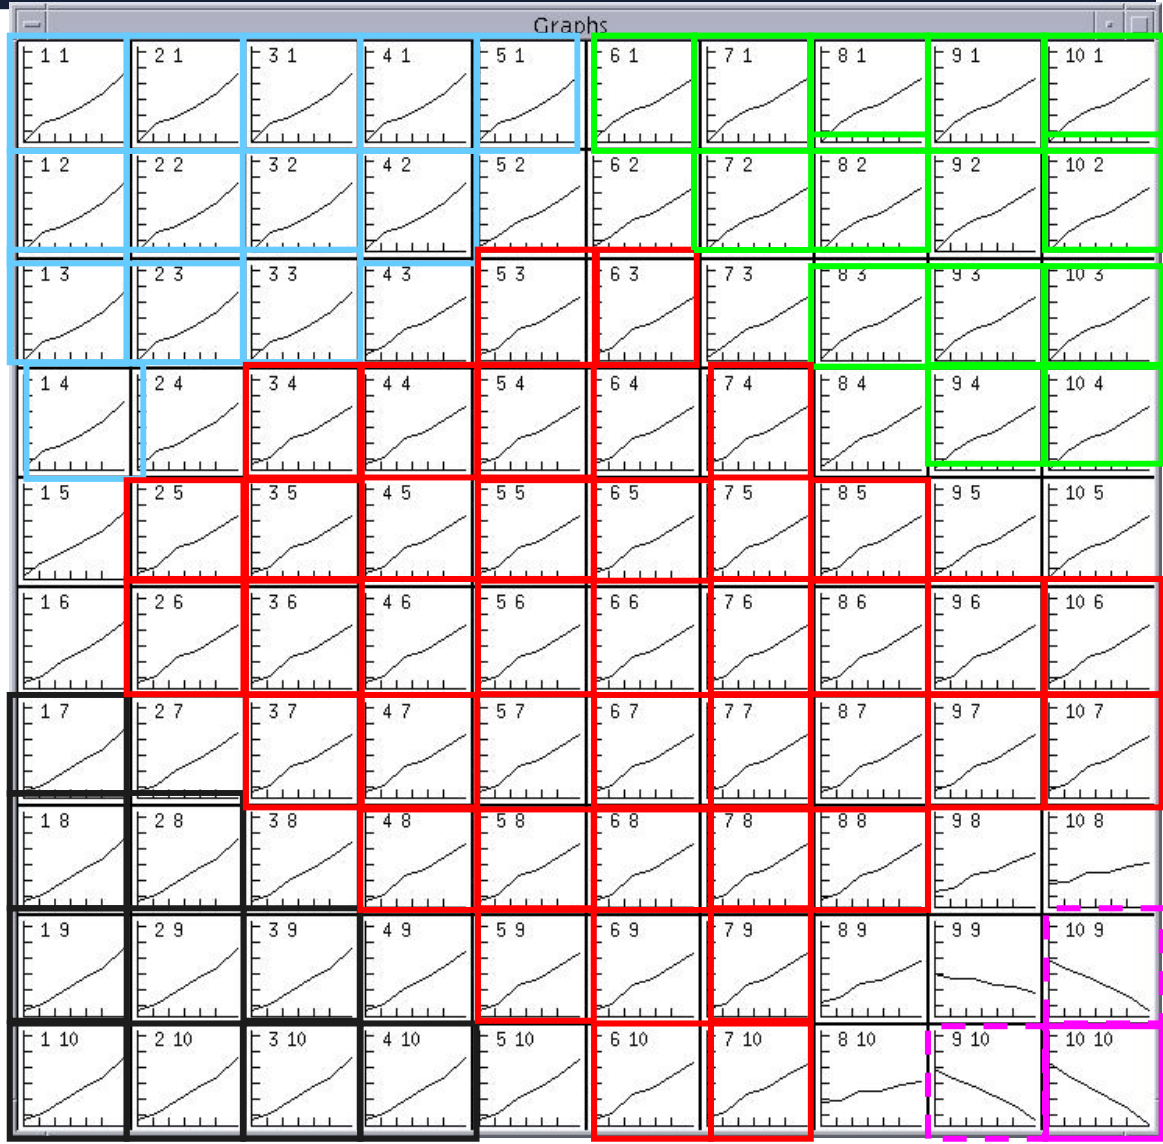 Graphs
1 1 2 1 3 1 4 1 5 1 6 1 7 1 8 1 9 1 10 1
1 2 2 2 3 2 4 2 5 2 6 2 7 2 8 2 9 2 10 2
1 3 2 3 3 3 4 3 5 3 6 3 7 3 8 3 9 3 10 3
1 4 2 4 3 4 4 4 5 4 6 4 7 4 8 4 9 4 10 4
1 5 2 5 3 5 4 5 5 5 6 5 7 5 8 5 9 5 10 5
1 6 2 6 3 6 4 6 5 6 6 6 7 6 8 6 9 6 10 6
1 7 2 7 3 7 4 7 5 7 6 7 7 7 8 7 9 7 10 7
1 8 2 8 3 8 4 8 5 8 6 8 7 8 8 8 9 8 10 8
1 9 2 9 3 9 4 9 5 9 6 9 7 9 8 9 9 9 10 9
1 10 2 10 3 10 4 10 5 10 6 10 7 10 8 10 9 10 10 10